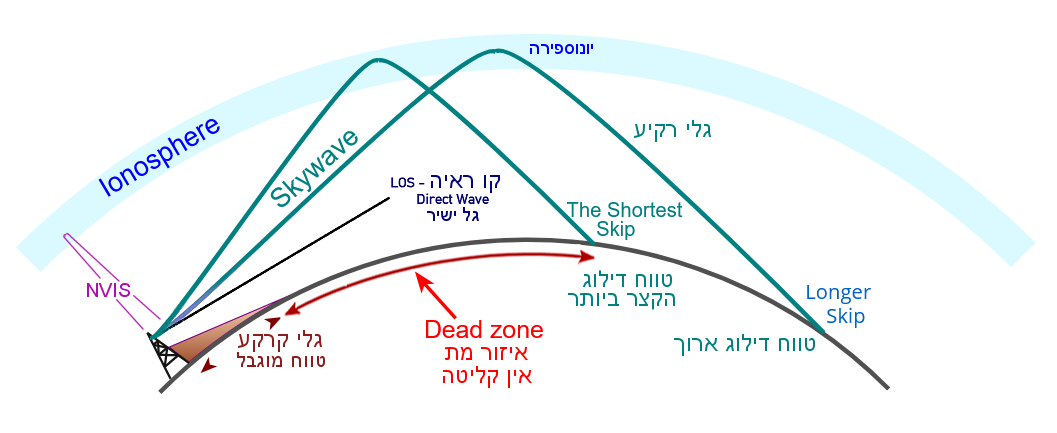 יונוספירה
Ionosphere
Skywave
גלי רקיע
LOS - קו ראיה
Direct Wave
גל ישיר
The Shortest
Skip
NVIS
טווח דילוג
הקצר ביותר
Longer
Skip
גלי קרקע
טווח מוגבל
Dead zone
איזור מת
אין קליטה
טווח דילוג ארוך